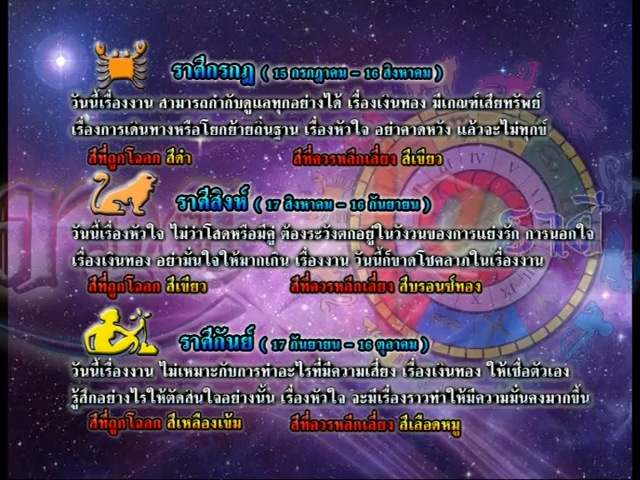 ราศีกรกฎ ( 15 กรกฎาคม - 16 สิงหาคม )
วันนี้เรื่องงาน สามารถกำกับดูแลทุกอย่างได้ เรื่องเงินทอง มีเกณฑ์เสียทรัพย์
เรื่องการเดินทางหรือโยกย้ายถิ่นฐาน เรื่องหัวใจ อย่าคาดหวัง แล้วจะไม่ทุกข์
สีที่ถูกโฉลก สีดำ สีที่ควรหลีกเลี่ยง สีเขียว
ราศีสิงห์ ( 17 สิงหาคม - 16 กันยายน )
วันนี้เรื่องหัวใจ ไม่ว่าโสดหรือมีคู่ ต้องระวังตกอยู่ในวังวนของการแย่งรัก การนอกใจ
เรื่องเงินทอง อย่ามั่นใจให้มากเกิน เรื่องงาน วันนี้ก็ขาดโชคลาภในเรื่องงาน
สีที่ถูกโฉลก สีเขียว สีที่ควรหลีกเลี่ยง สีบรอนซ์ทอง
ราศีกันย์ ( 17 กันยายน - 16 ตุลาคม )
วันนี้เรื่องงาน ไม่เหมาะกับการทำอะไรที่มีความเสี่ยง เรื่องเงินทอง ให้เชื่อตัวเอง
รู้สึกอย่างไรให้ตัดสินใจอย่างนั้น เรื่องหัวใจ จะมีเรื่องราวทำให้มีความมั่นคงมากขึ้น
สีที่ถูกโฉลก สีเหลืองเข้ม สีที่ควรหลีกเลี่ยง สีเลือดหมู